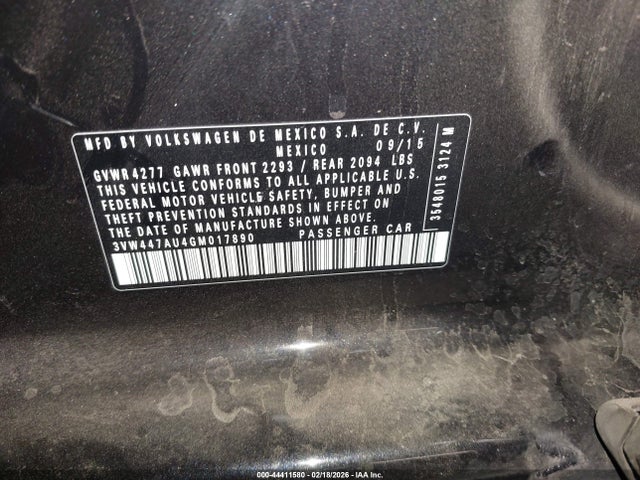 MFD BY VOLKSWAGEN DE MEXICO S.A. DE C.V.
MEXICO 09/15
GVWR 4277 GAWR FRONT 2293 / REAR 2094 LBS
THIS VEHICLE CONFORMS TO ALL APPLICABLE U.S.
FEDERAL MOTOR VEHICLE SAFETY, BUMPER AND
THEFT PREVENTION STANDARDS IN EFFECT ON
THE DATE OF MANUFACTURE SHOWN ABOVE.
3VW447AU4GM017890 PASSENGER CAR
3548015 3124 M
000-44411580 - 02/18/2026 - IAA Inc.